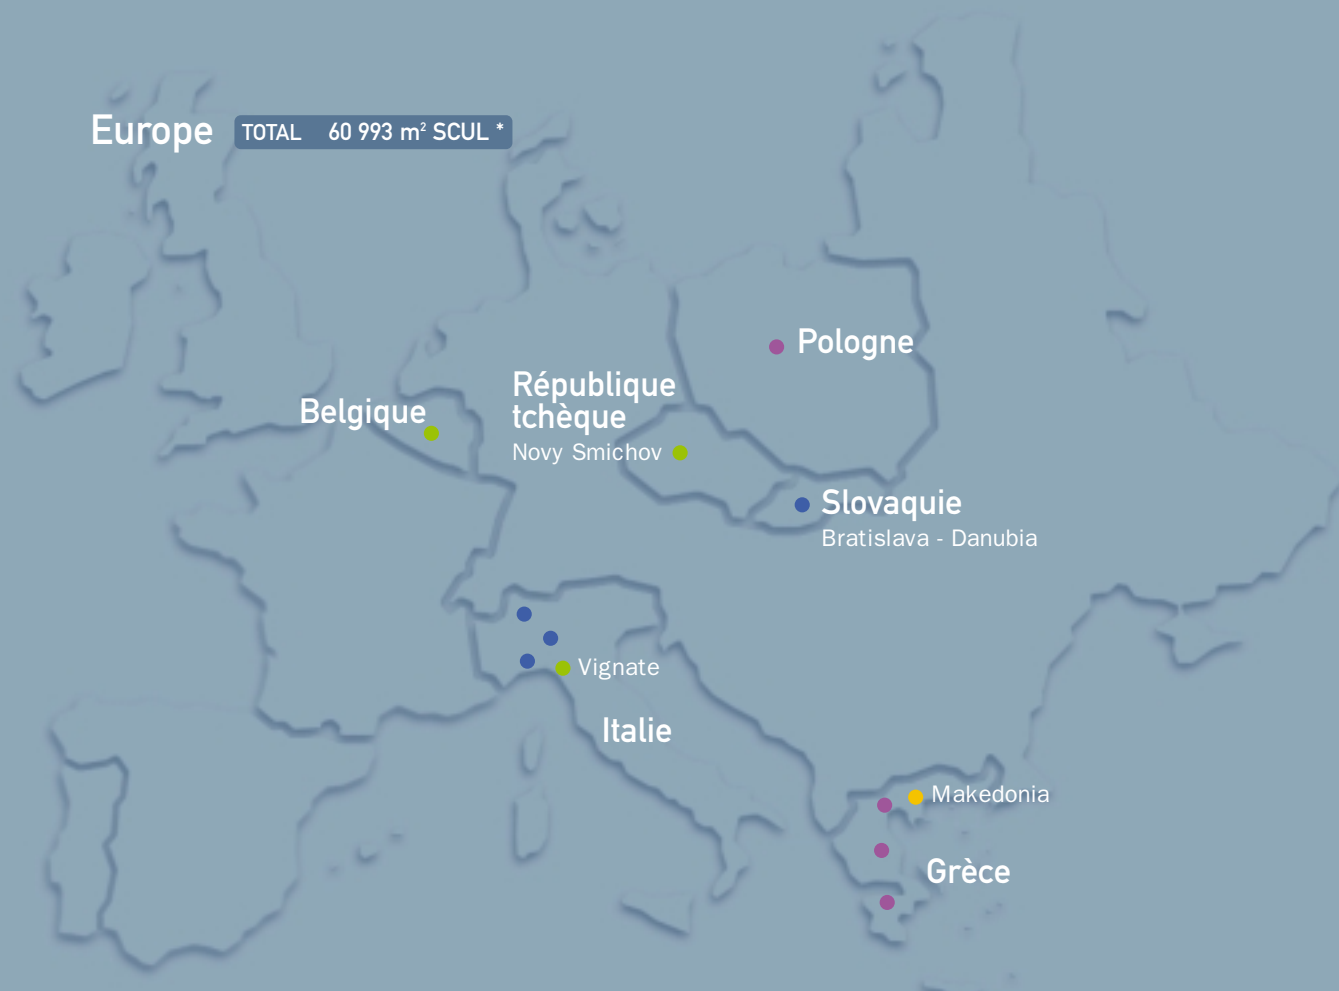 Europe TOTAL 60 993 m² SCUL *
Pologne
République
tchèque
Novy Smichov
Belgique
Slovaquie
Bratislava - Danubia
Vignate
Italie
Makedonia
Grèce